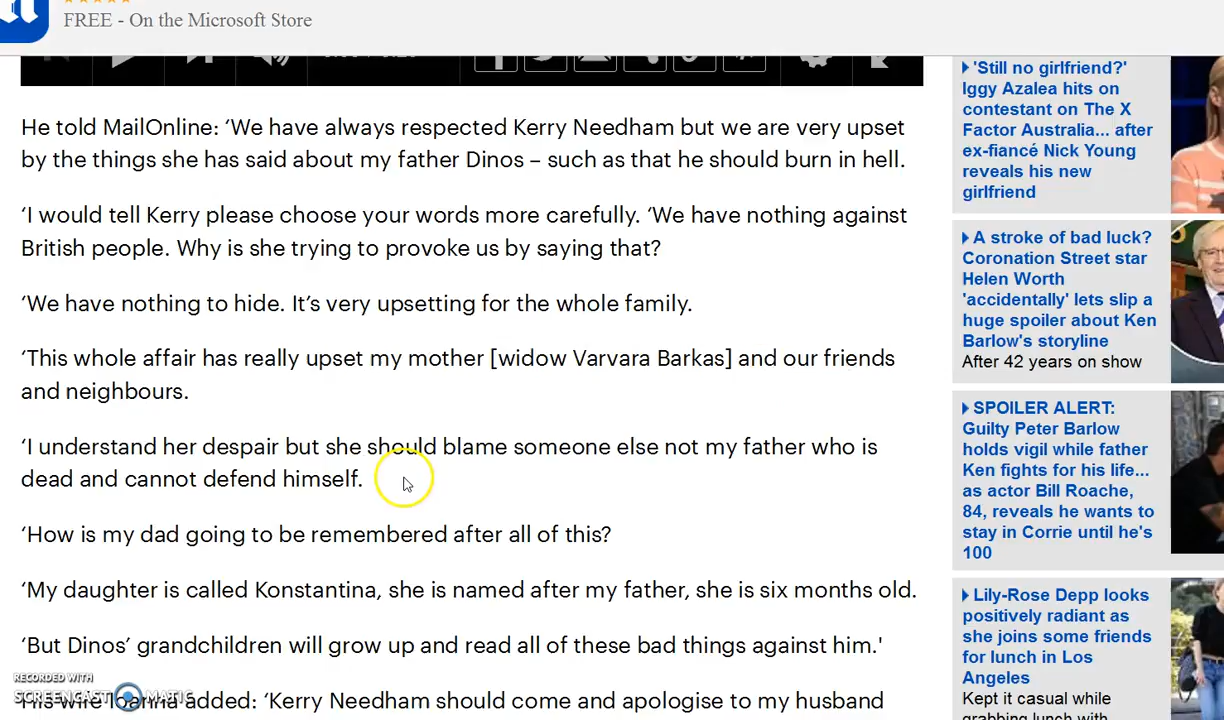 FREE - On the Microsoft Store
He told MailOnline: ‘We have always respected Kerry Needham but we are very upset
by the things she has said about my father Dinos – such as that he should burn in hell.
‘I would tell Kerry please choose your words more carefully. ‘We have nothing against
British people. Why is she trying to provoke us by saying that?
‘We have nothing to hide. It’s very upsetting for the whole family.
‘This whole affair has really upset my mother [widow Varvara Barkas] and our friends
and neighbours.
‘I understand her despair but she should blame someone else not my father who is
dead and cannot defend himself.
‘How is my dad going to be remembered after all of this?
‘My daughter is called Konstantina, she is named after my father, she is six months old.
‘But Dinos’ grandchildren will grow up and read all of these bad things against him.'
His wife Ioanna added: ‘Kerry Needham should come and apologise to my husband
'Still no girlfriend?'
Iggy Azalea hits on
contestant on The X
Factor Australia... after
ex-fiancé Nick Young
reveals his new
girlfriend
A stroke of bad luck?
Coronation Street star
Helen Worth
'accidentally' lets slip a
huge spoiler about Ken
Barlow's storyline
After 42 years on show
SPOILER ALERT:
Guilty Peter Barlow
holds vigil while father
Ken fights for his life...
as actor Bill Roache,
84, reveals he wants to
stay in Corrie until he's
100
Lily-Rose Depp looks
positively radiant as
she joins some friends
for lunch in Los
Angeles
Kept it casual while
grabbing lunch with
RECORDED WITH
SCREENCAST MATIC